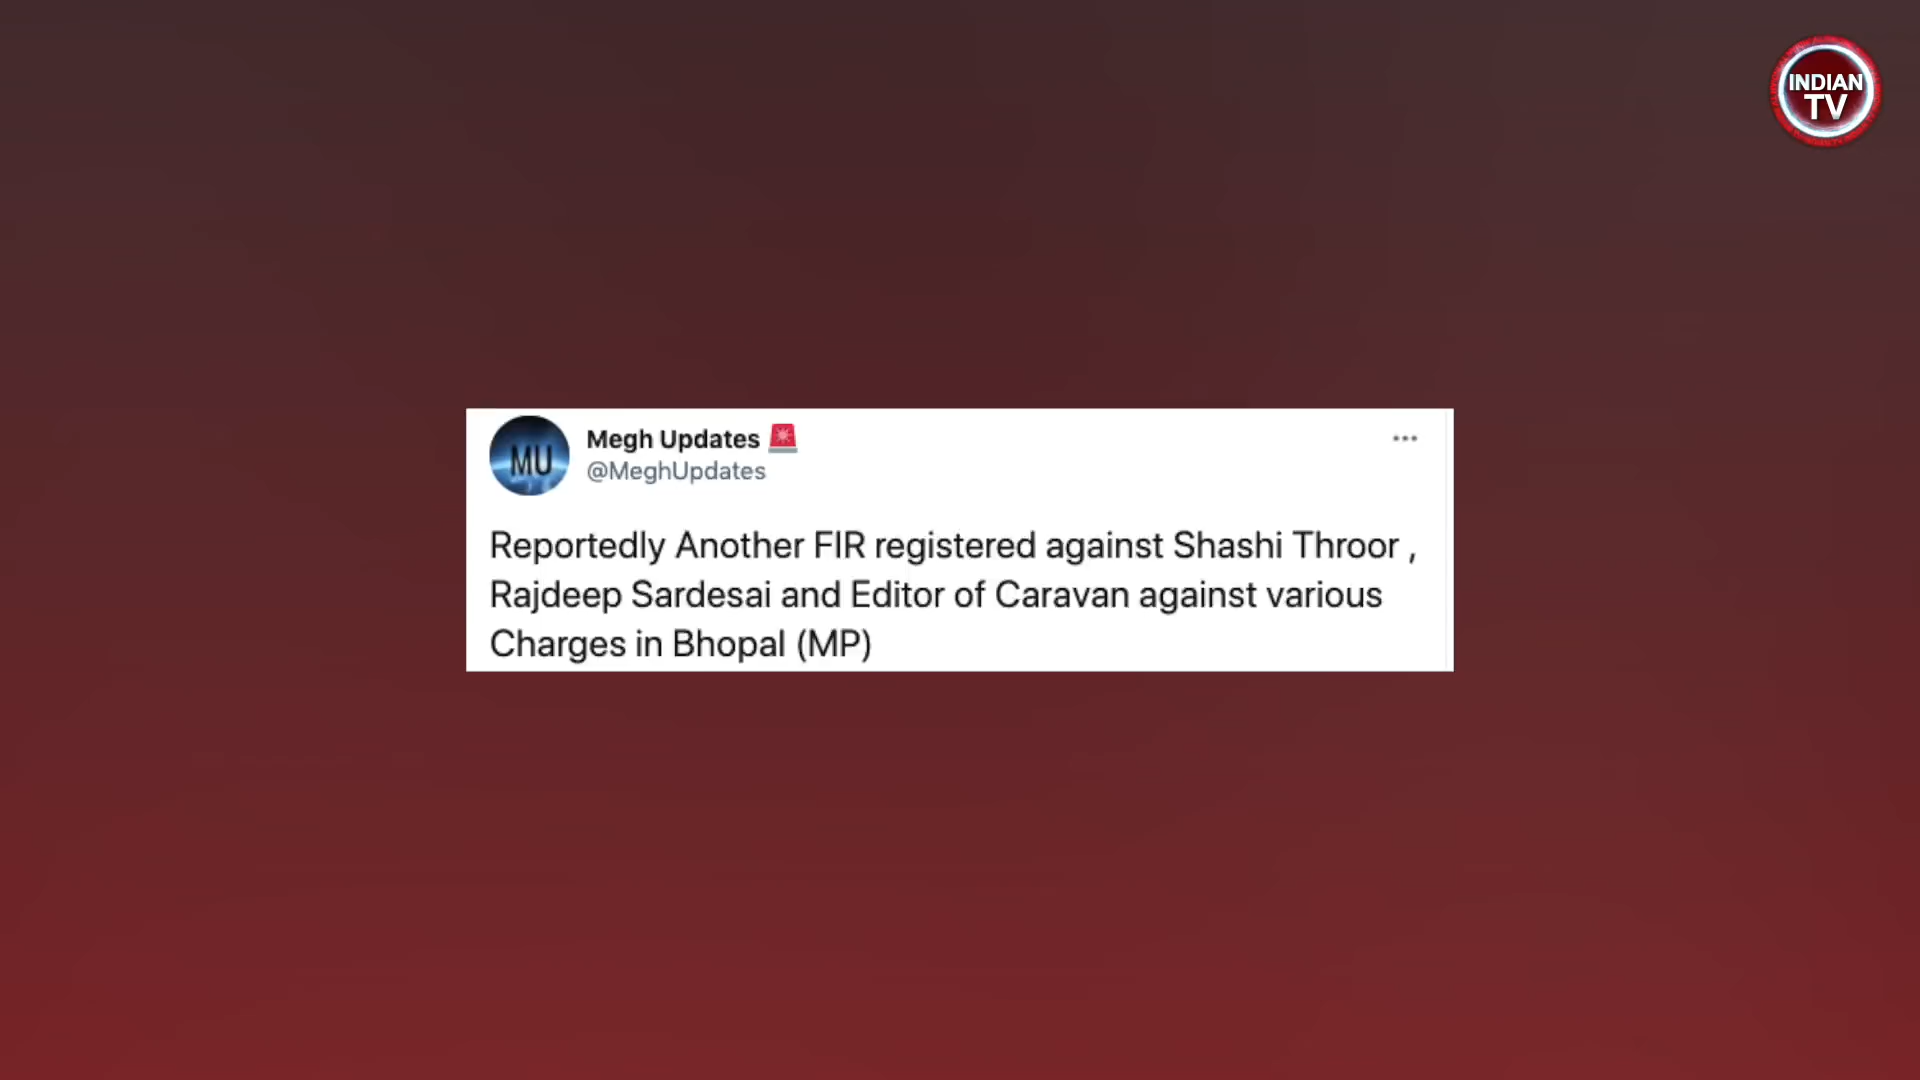 INDIAN
TV
MU
Megh Updates 🚨
@MeghUpdates
Reportedly Another FIR registered against Shashi Throor ,
Rajdeep Sardesai and Editor of Caravan against various
Charges in Bhopal (MP)